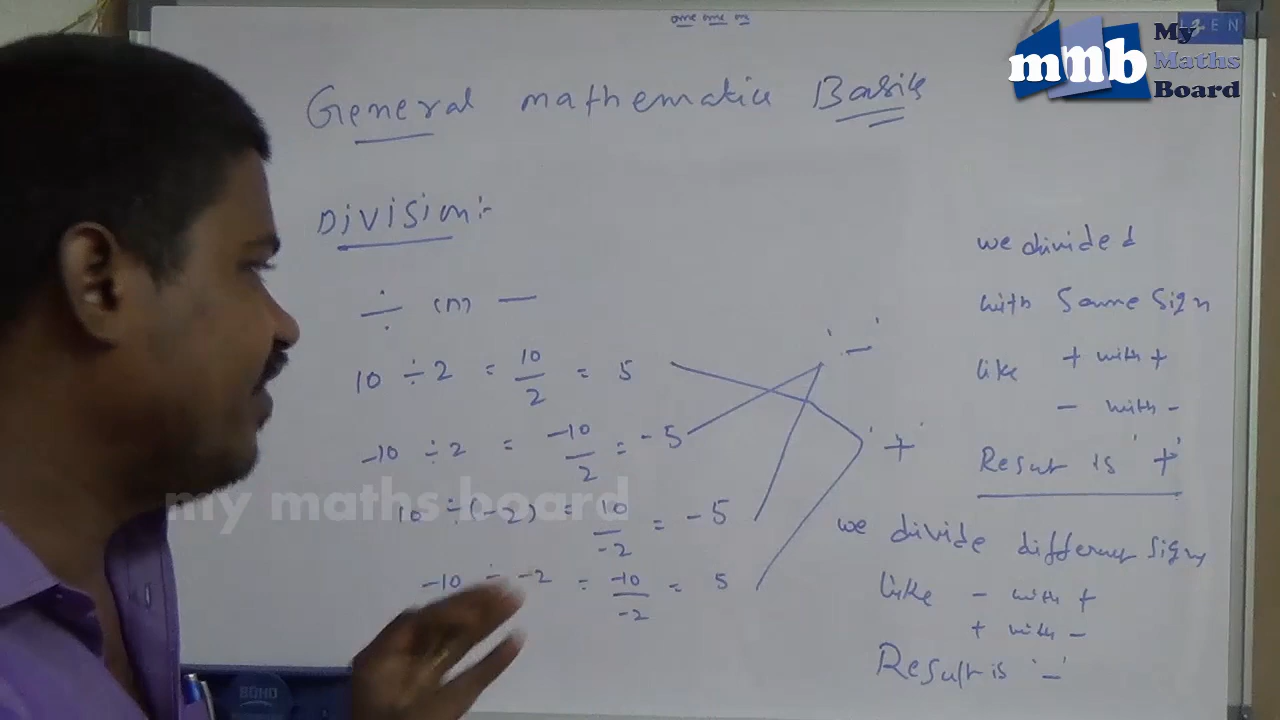 mmb My Maths Board
General mathematics Basics
Division:-
÷ (n) —
10 ÷ 2 = 10/2 = 5
-10 ÷ 2 = -10/2 = -5
10 ÷(-2) = 10/-2 = -5
-10 ÷ -2 = -10/-2 = 5
'-'
'+'
we divided
with Same Sign
like + with +
- with -
Result is '+'
we divide different Signs
like - with +
+ with -
Result is '-'
my maths board